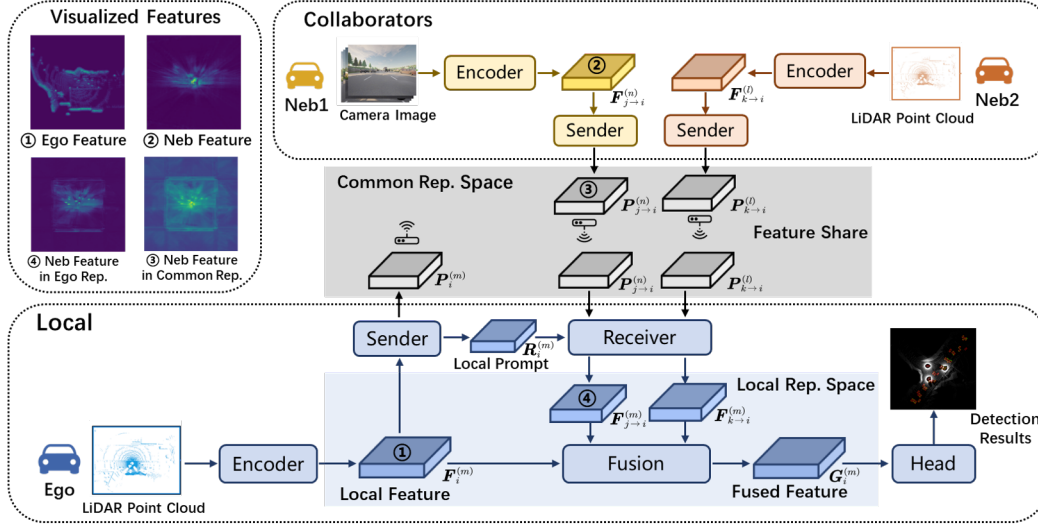 Visualized Features
① Ego Feature
② Neb Feature
④ Neb Feature
in Ego Rep.
③ Neb Feature
in Common Rep.
Collaborators
Neb1
Camera Image
Encoder
②
F_{j→i}^{(n)}
Sender
F_{k→i}^{(l)}
Sender
Encoder
LiDAR Point Cloud
Neb2
Common Rep. Space
③
P_{j→i}^{(n)}
P_{k→i}^{(l)}
Feature Share
P_i^{(m)}
P_{j→i}^{(n)}
P_{k→i}^{(l)}
Local
Sender
R_i^{(m)}
Local Prompt
Receiver
Local Rep. Space
④
F_{j→i}^{(m)}
F_{k→i}^{(m)}
Detection
Results
Ego
LiDAR Point Cloud
Encoder
①
F_i^{(m)}
Local Feature
Fusion
G_i^{(m)}
Fused Feature
Head